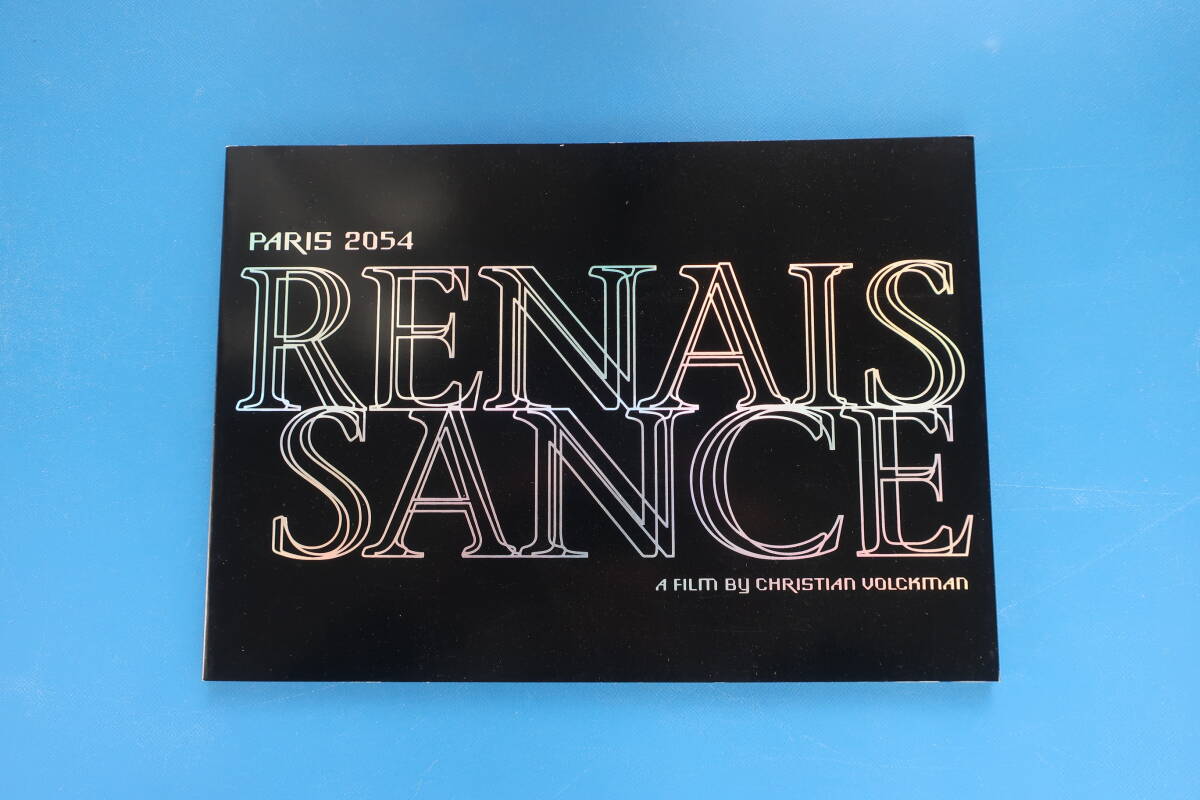 PARIS 2054
RENAIS
SANCE
A FILM BY CHRISTIAN VOLCKMAN